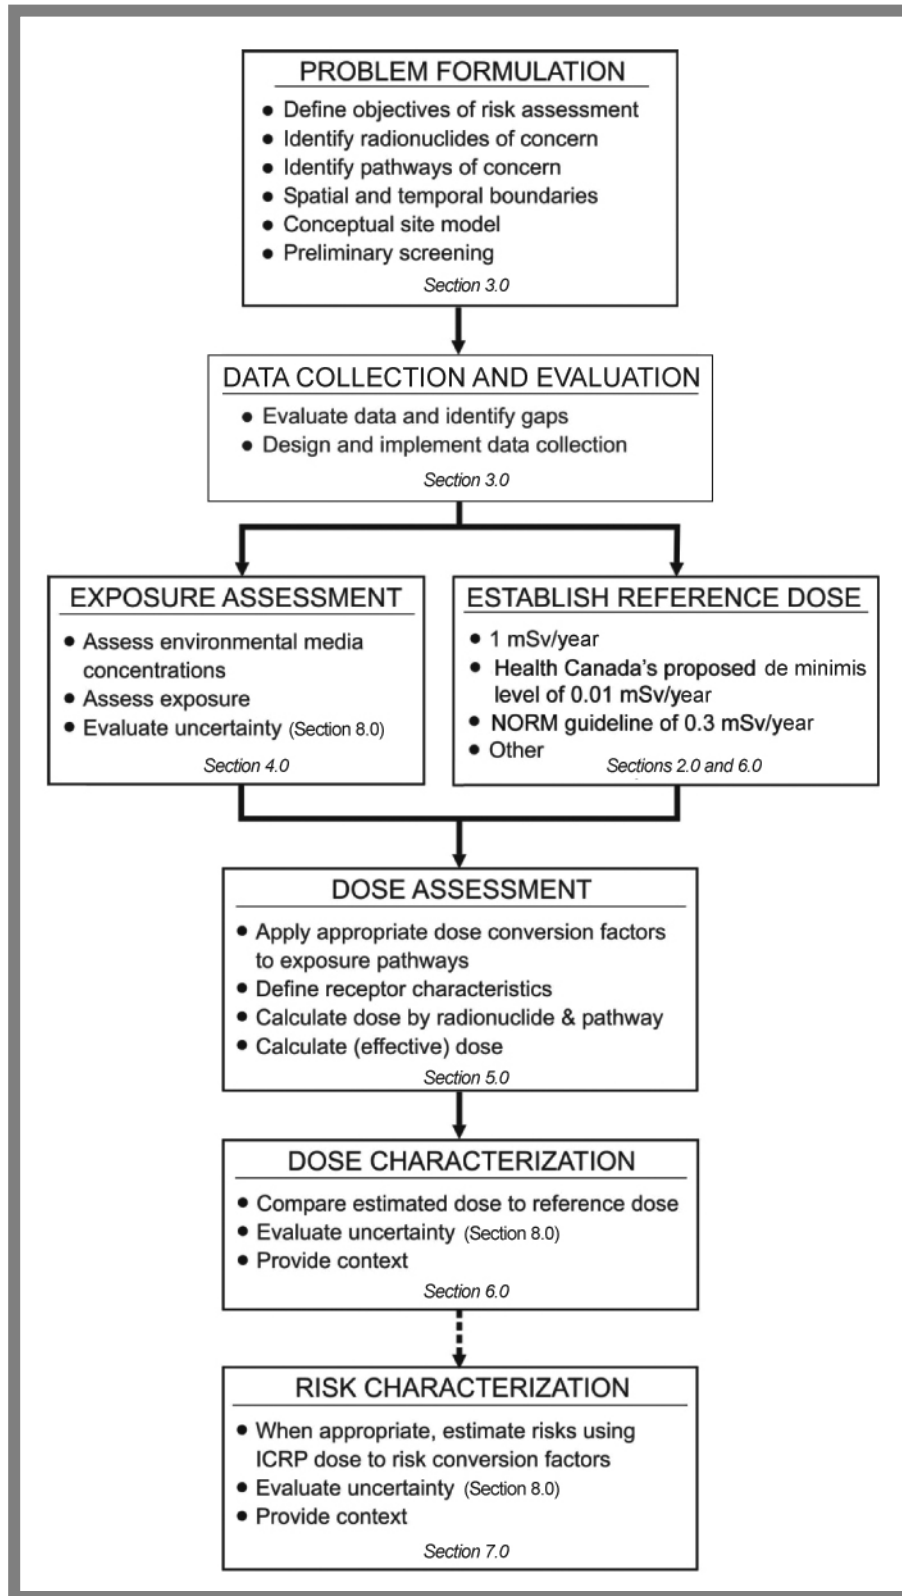 PROBLEM FORMULATION
● Define objectives of risk assessment
● Identify radionuclides of concern
● Identify pathways of concern
● Spatial and temporal boundaries
● Conceptual site model
● Preliminary screening
Section 3.0
DATA COLLECTION AND EVALUATION
● Evaluate data and identify gaps
● Design and implement data collection
Section 3.0
EXPOSURE ASSESSMENT
● Assess environmental media
concentrations
● Assess exposure
● Evaluate uncertainty (Section 8.0)
Section 4.0
ESTABLISH REFERENCE DOSE
● 1 mSv/year
● Health Canada's proposed de minimis
level of 0.01 mSv/year
● NORM guideline of 0.3 mSv/year
● Other
Sections 2.0 and 6.0
DOSE ASSESSMENT
● Apply appropriate dose conversion factors
to exposure pathways
● Define receptor characteristics
● Calculate dose by radionuclide & pathway
● Calculate (effective) dose
Section 5.0
DOSE CHARACTERIZATION
● Compare estimated dose to reference dose
● Evaluate uncertainty (Section 8.0)
● Provide context
Section 6.0
RISK CHARACTERIZATION
● When appropriate, estimate risks using
ICRP dose to risk conversion factors
● Evaluate uncertainty (Section 8.0)
● Provide context
Section 7.0